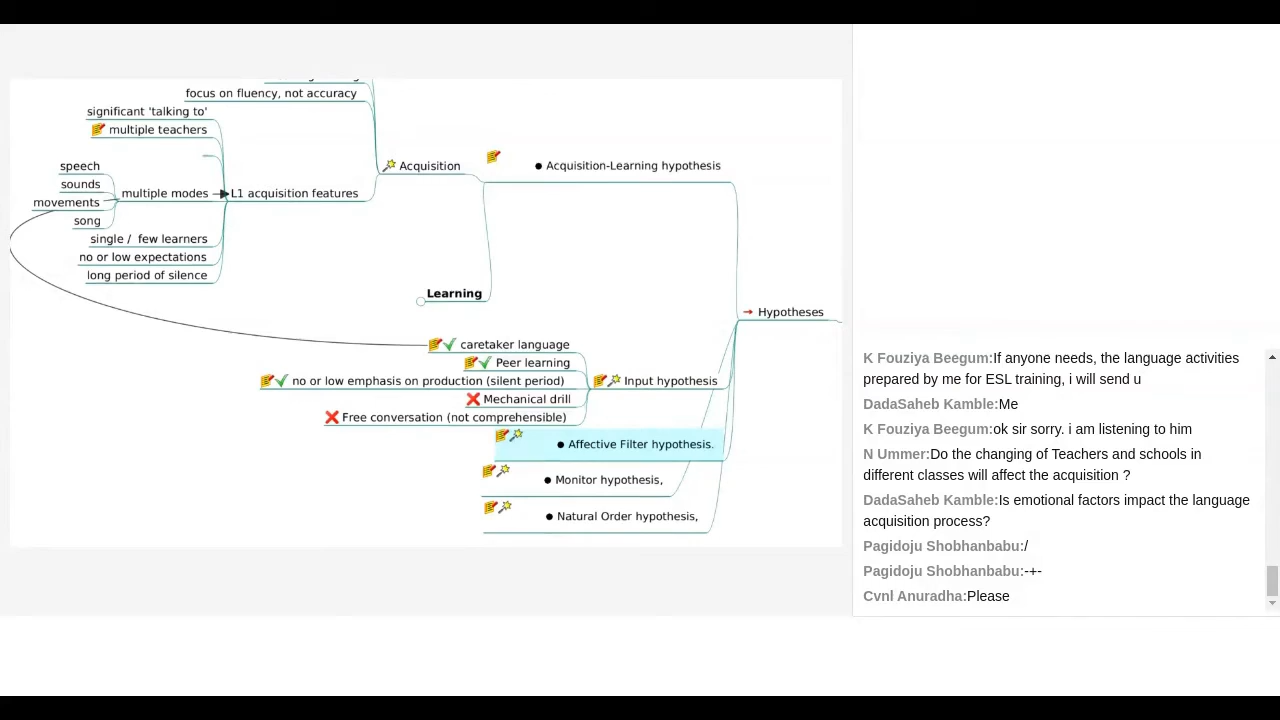 focus on fluency, not accuracy
significant 'talking to'
multiple teachers
speech
sounds
multiple modes
movements
song
L1 acquisition features
single / few learners
no or low expectations
long period of silence
Acquisition
• Acquisition-Learning hypothesis
Learning
Hypotheses
caretaker language
Peer learning
no or low emphasis on production (silent period)
Input hypothesis
Mechanical drill
Free conversation (not comprehensible)
• Affective Filter hypothesis.
• Monitor hypothesis,
• Natural Order hypothesis,
K Fouziya Beegum:If anyone needs, the language activities
prepared by me for ESL training, i will send u
DadaSaheb Kamble:Me
K Fouziya Beegum:ok sir sorry. i am listening to him
N Ummer:Do the changing of Teachers and schools in
different classes will affect the acquisition ?
DadaSaheb Kamble:Is emotional factors impact the language
acquisition process?
Pagidoju Shobhanbabu:/
Pagidoju Shobhanbabu:-+-
Cvnl Anuradha:Please